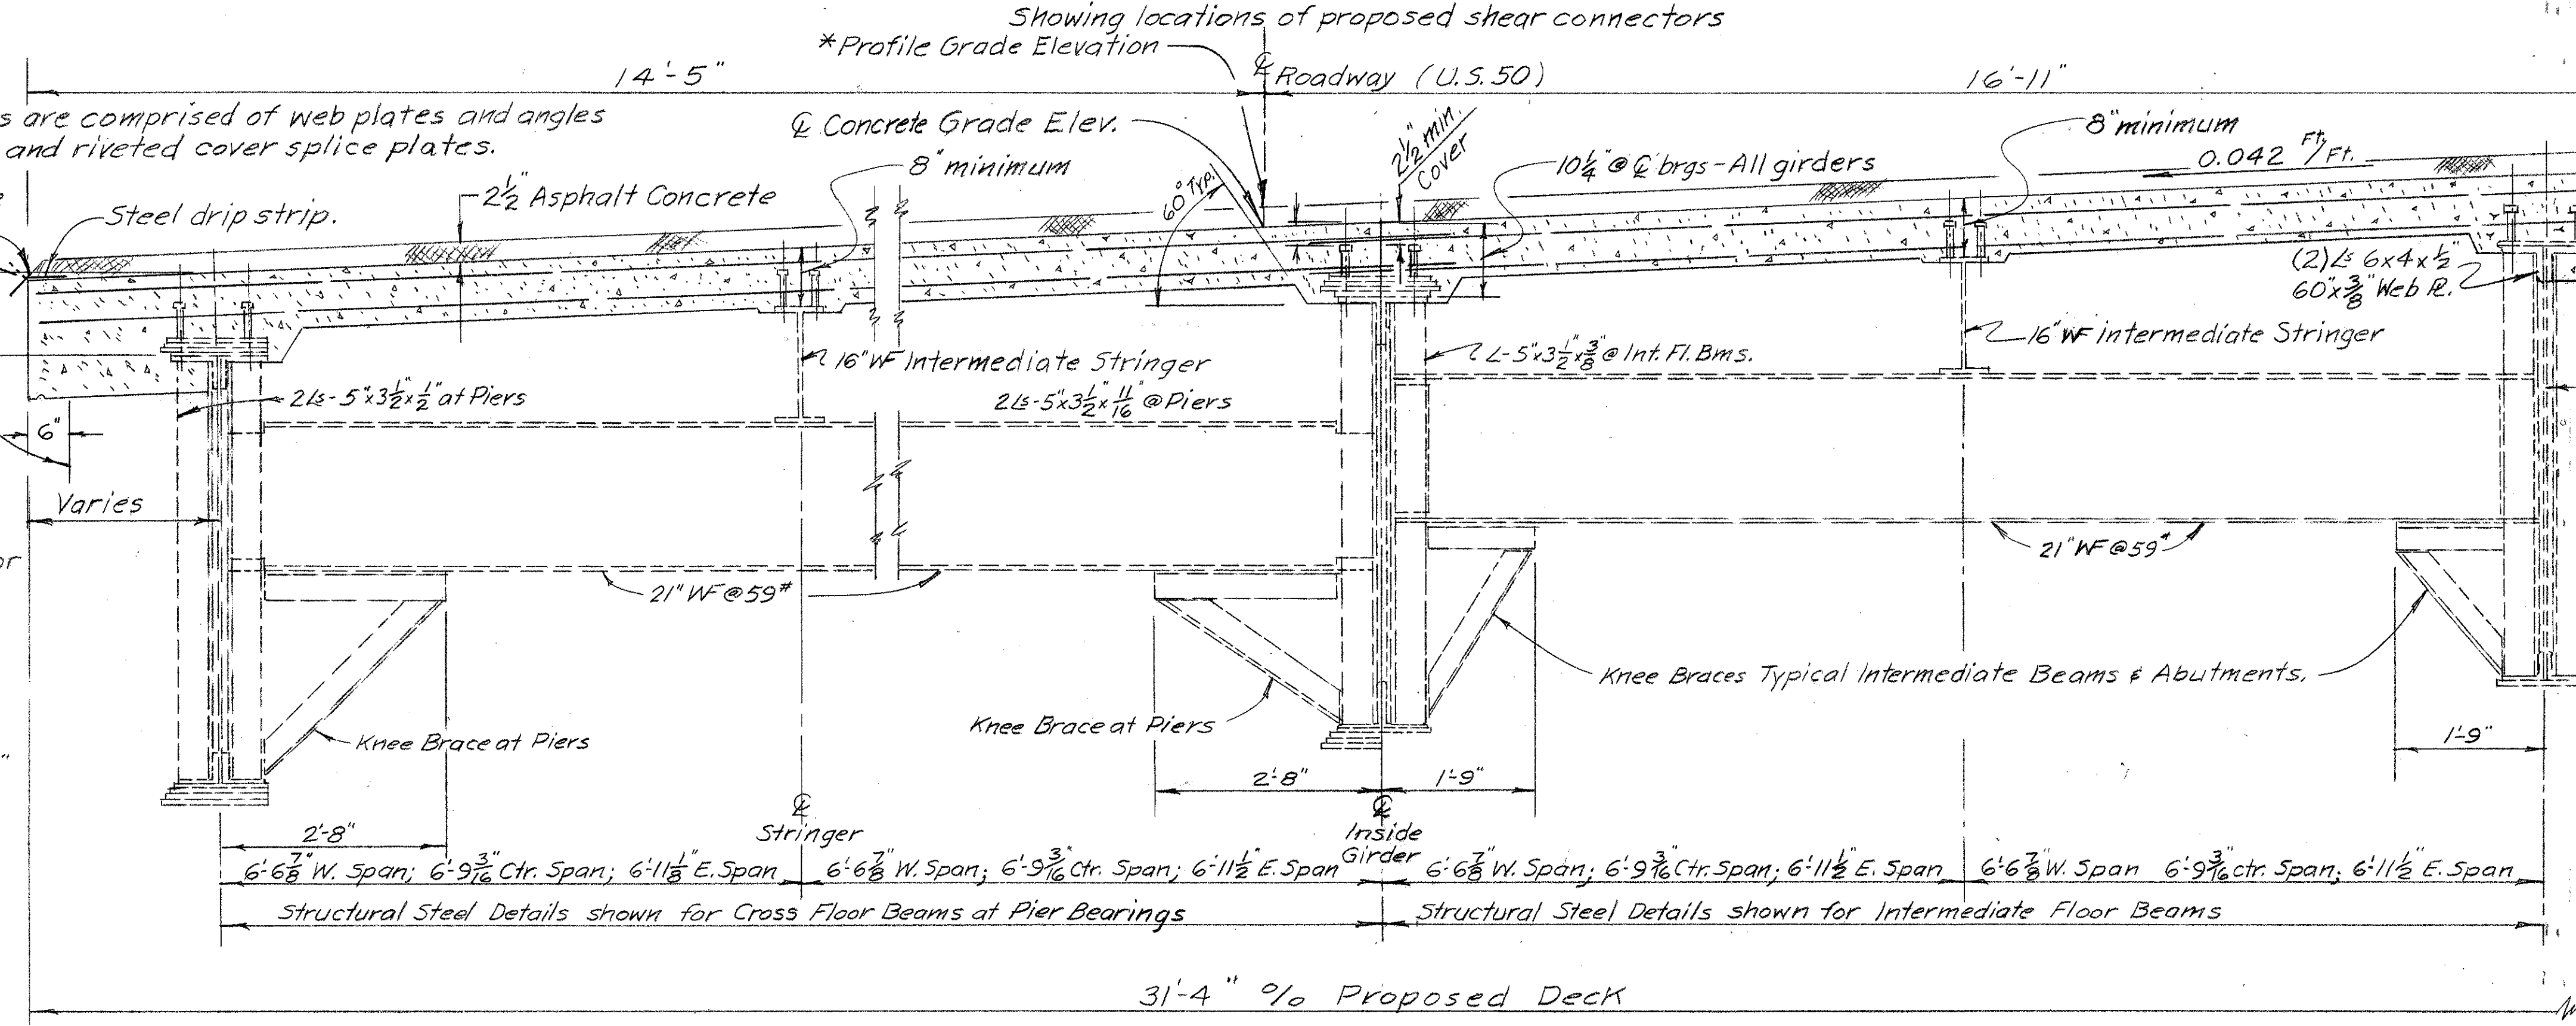 Showing locations of proposed shear connectors
*Profile Grade Elevation
14'-5"
℄ Roadway (U.S. 50)
16'-11"
s are comprised of web plates and angles
and riveted cover splice plates.
℄ Concrete Grade Elev.
8" minimum
2½" min.
Cover
10¼" @ ℄ brgs - All girders
8" minimum
0.042 Ft./Ft.
Steel drip strip.
2½" Asphalt Concrete
60° Typ.
(2) Ls 6x4x½"
60"x⅜" Web PL.
16" WF Intermediate Stringer
L-5"x3½"x⅜" @ Int. Fl. Bms.
16" WF intermediate Stringer
2Ls-5"x3½"x½" at Piers
2Ls-5"x3½"x11/16" @ Piers
6"
Varies
or
21" WF @ 59#
21" WF @ 59#
Knee Brace at Piers
Knee Brace at Piers
Knee Braces Typical Intermediate Beams & Abutments.
1'-9"
2'-8"
1'-9"
2'-8"
℄
Stringer
℄
Inside
Girder
6'-6⅞" W. Span; 6'-9 3/16" Ctr. Span; 6'-11⅛" E. Span
6'-6⅞" W. Span; 6'-9 3/16" Ctr. Span; 6'-11½" E. Span
6'-6⅞" W. Span; 6'-9 3/16" Ctr. Span; 6'-11½" E. Span
6'-6⅞" W. Span 6'-9 3/16" ctr. Span; 6'-11½" E. Span
Structural Steel Details shown for Cross Floor Beams at Pier Bearings
Structural Steel Details shown for Intermediate Floor Beams
31'-4" o/o Proposed Deck